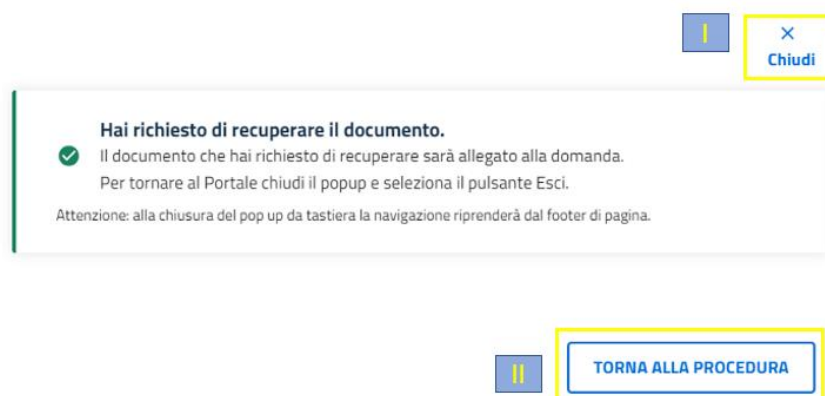 I
Chiudi
Hai richiesto di recuperare il documento.
Il documento che hai richiesto di recuperare sarà allegato alla domanda.
Per tornare al Portale chiudi il popup e seleziona il pulsante Esci.
Attenzione: alla chiusura del pop up da tastiera la navigazione riprenderà dal footer di pagina.
II
TORNA ALLA PROCEDURA